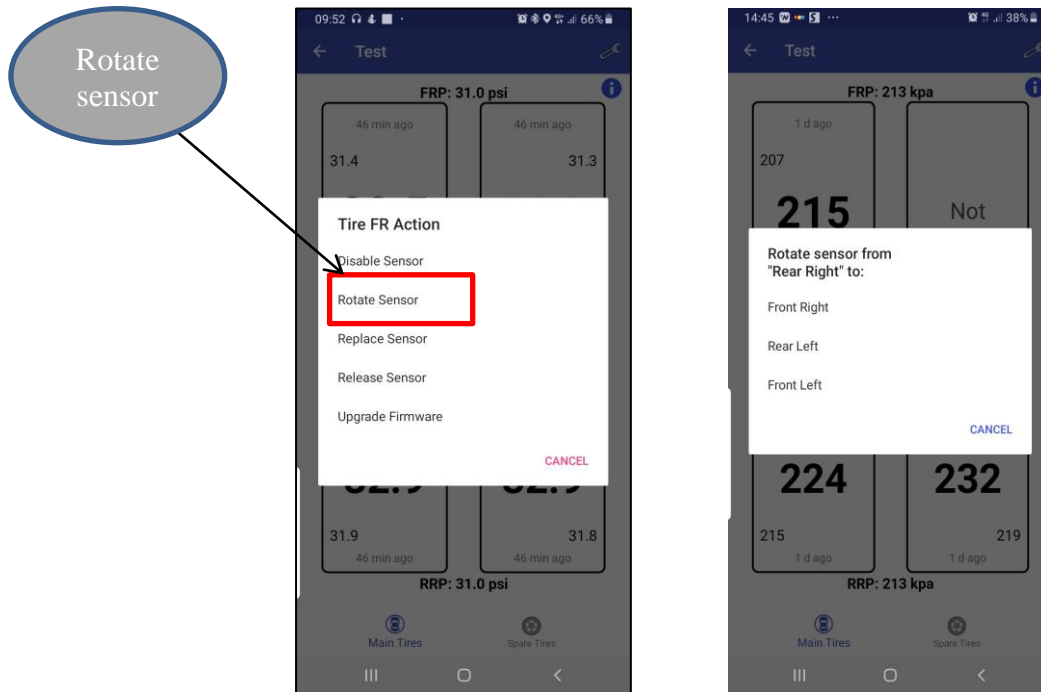 Rotate
sensor
09:52 66%
Test
FRP: 31.0 psi
46 min ago 46 min ago
31.4 31.3
Tire FR Action
Disable Sensor
Rotate Sensor
Replace Sensor
Release Sensor
Upgrade Firmware
CANCEL
31.9 31.8
46 min ago 46 min ago
RRP: 31.0 psi
Main Tires Spare Tires
14:45 38%
Test
FRP: 213 kpa
1 d ago
207
215 Not
Rotate sensor from
"Rear Right" to:
Front Right
Rear Left
Front Left
CANCEL
224 232
215 219
1 d ago 1 d ago
RRP: 213 kpa
Main Tires Spare Tires